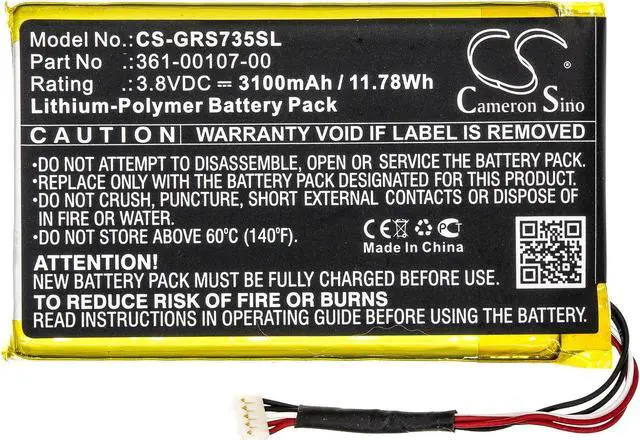 Model No.:CS-GRS735SL
Part No .:361-00107-00
Rating .:3.8VDC ⎓ 3100mAh / 11.78Wh
Lithium-Polymer Battery Pack
CS
Cameron Sino
CAUTION WARRANTY VOID IF LABEL IS REMOVED
•DO NOT ATTEMPT TO DISASSEMBLE, OPEN OR SERVICE BATTERY PACK.
•REPLACE ONLY WITH THE BATTERY PACK DESIGNATED FOR THIS PRODUCT.
•DO NOT CRUSH, PUNCTURE, SHORT EXTERNAL CONTACTS OR DISPOSE OF
IN FIRE OR WATER.
•DO NOT STORE ABOVE 60°C (140°F).
CE PCT
Made In China
ATTENTION!
NEW BATTERY PACK MUST BE FULLY CHARGED BEFORE USE.
TO REDUCE RISK OF FIRE OR BURNS
READ INSTRUCTIONS IN OPERATING GUIDE BEFORE USING THE BATTERY.